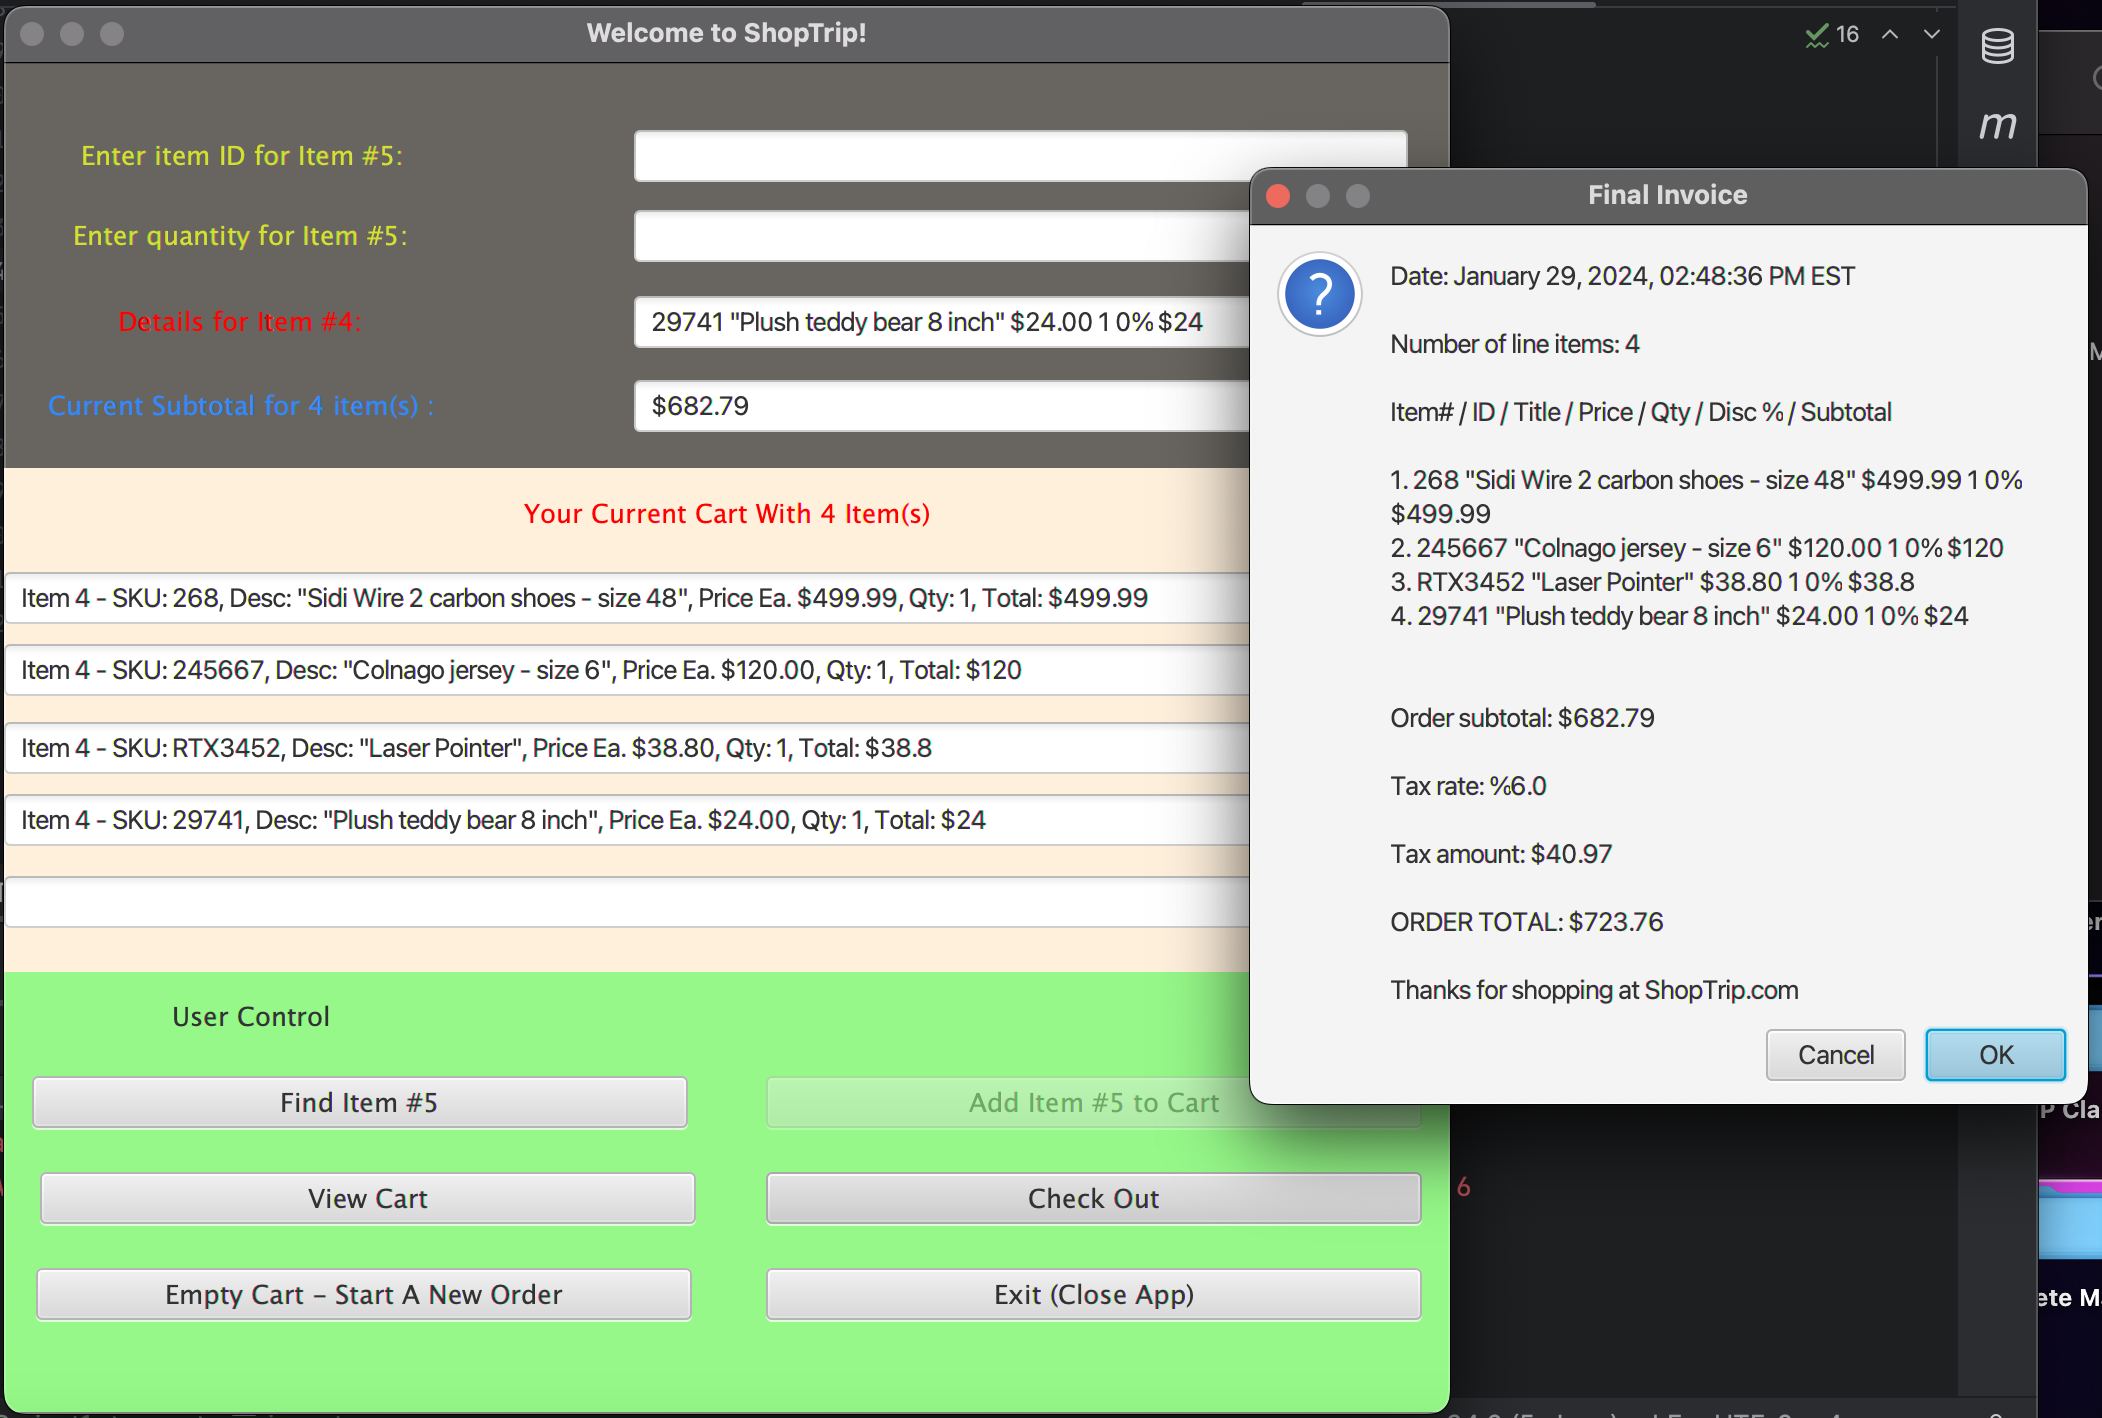 Welcome to ShopTrip!
16
m
Enter item ID for Item #5:
Enter quantity for Item #5:
Details for Item #4:
29741 "Plush teddy bear 8 inch" $24.00 1 0% $24
Current Subtotal for 4 item(s) :
$682.79
Your Current Cart With 4 Item(s)
Item 4 - SKU: 268, Desc: "Sidi Wire 2 carbon shoes - size 48", Price Ea. $499.99, Qty: 1, Total: $499.99
Item 4 - SKU: 245667, Desc: "Colnago jersey - size 6", Price Ea. $120.00, Qty: 1, Total: $120
Item 4 - SKU: RTX3452, Desc: "Laser Pointer", Price Ea. $38.80, Qty: 1, Total: $38.8
Item 4 - SKU: 29741, Desc: "Plush teddy bear 8 inch", Price Ea. $24.00, Qty: 1, Total: $24
User Control
Find Item #5
Add Item #5 to Cart
View Cart
Check Out
Empty Cart – Start A New Order
Exit (Close App)
Final Invoice
Date: January 29, 2024, 02:48:36 PM EST
Number of line items: 4
Item# / ID / Title / Price / Qty / Disc % / Subtotal
1. 268 "Sidi Wire 2 carbon shoes - size 48" $499.99 1 0%
$499.99
2. 245667 "Colnago jersey - size 6" $120.00 1 0% $120
3. RTX3452 "Laser Pointer" $38.80 1 0% $38.8
4. 29741 "Plush teddy bear 8 inch" $24.00 1 0% $24
Order subtotal: $682.79
Tax rate: %6.0
Tax amount: $40.97
ORDER TOTAL: $723.76
Thanks for shopping at ShopTrip.com
Cancel
OK
6